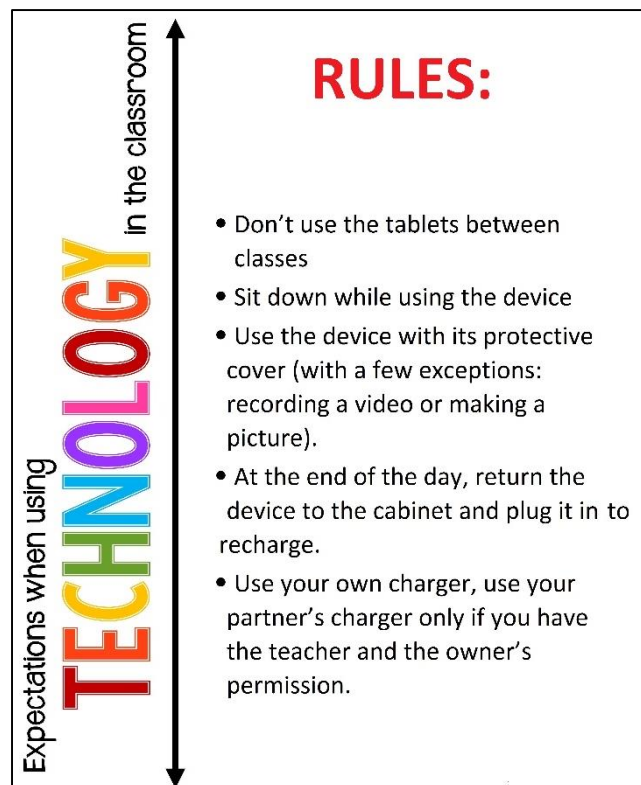 Expectations when using
TECHNOLOGY
in the classroom
RULES:
• Don’t use the tablets between
classes
• Sit down while using the device
• Use the device with its protective
cover (with a few exceptions:
recording a video or making a
picture).
• At the end of the day, return the
device to the cabinet and plug it in to
recharge.
• Use your own charger, use your
partner’s charger only if you have
the teacher and the owner’s
permission.